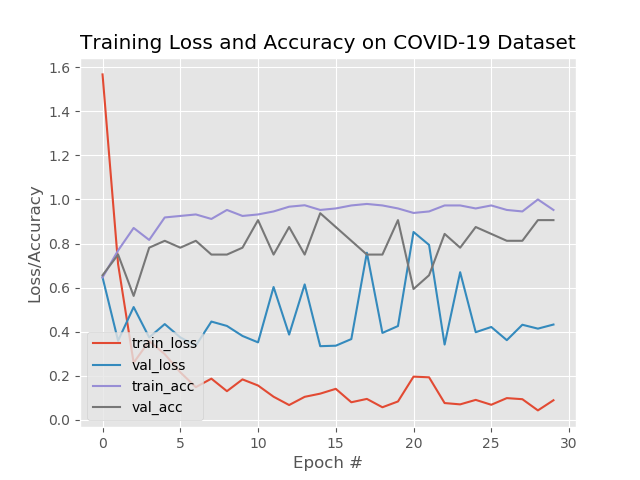 Training Loss and Accuracy on COVID-19 Dataset
1.6
1.4
1.2
1.0
0.8
0.6
0.4
0.2
0.0
Loss/Accuracy
train_loss
val_loss
train_acc
val_acc
0 5 10 15 20 25 30
Epoch #